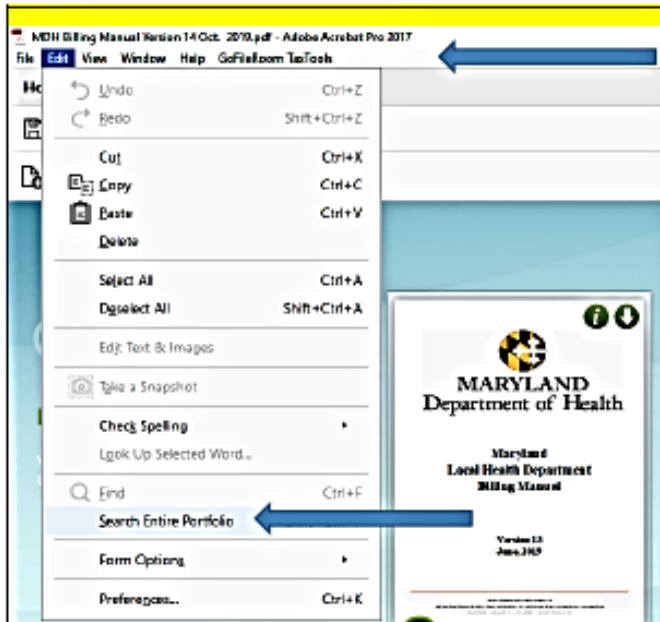 MDH Billing Manual Version 14 Oct. 2019.pdf - Adobe Acrobat Pro 2017
File Edit View Window Help GoFileRoom TaxTools
Ho
Undo Ctrl+Z
Redo Shift+Ctrl+Z
Cut Ctrl+X
Copy Ctrl+C
Paste Ctrl+V
Delete
Select All Ctrl+A
Deselect All Shift+Ctrl+A
Edit Text & Images
Take a Snapshot
Check Spelling
Look Up Selected Word...
Find Ctrl+F
Search Entire Portfolio
Form Options
Preferences... Ctrl+K
MARYLAND
Department of Health
Maryland
Local Health Department
Billing Manual
Version 13
June, 2019